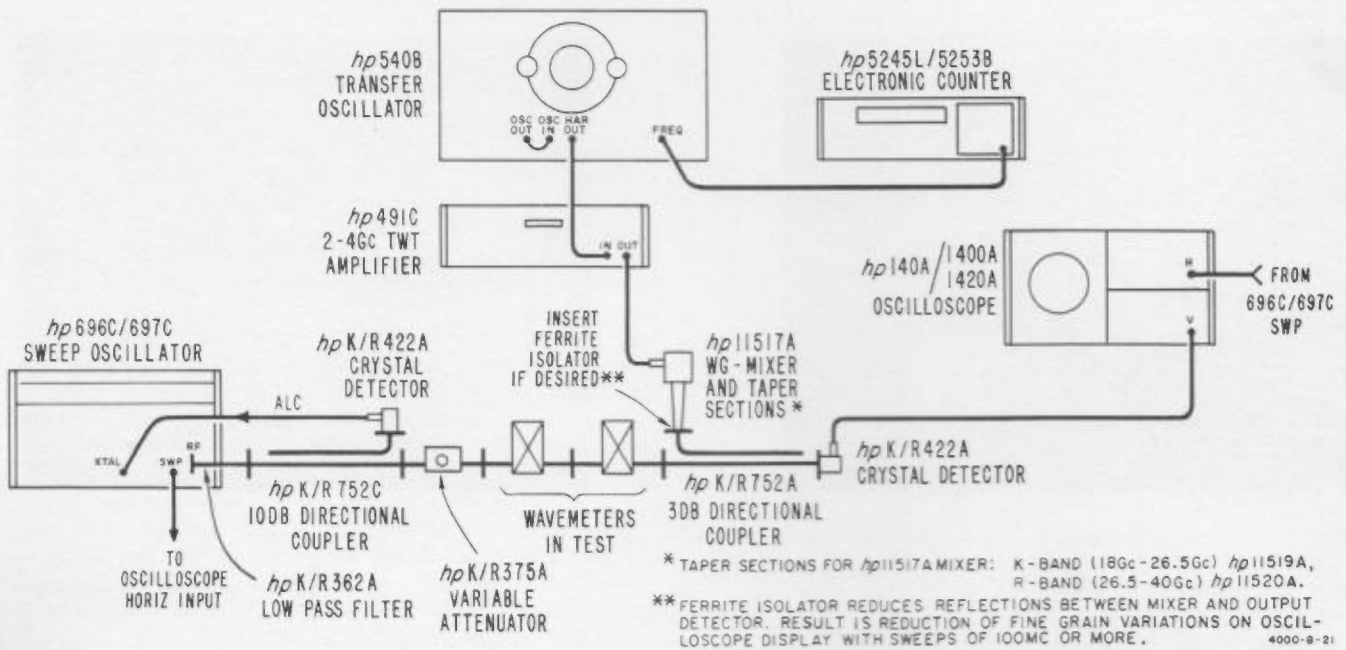 hp 540B
TRANSFER
OSCILLATOR
OSC OSC HAR
OUT IN OUT
FREQ
hp 5245L/5253B
ELECTRONIC COUNTER
hp 491C
2-4GC TWT
AMPLIFIER
IN OUT
hp 140A/1400A
1420A
OSCILLOSCOPE
H
V
FROM
696C/697C
SWP
hp 696C/697C
SWEEP OSCILLATOR
XTAL
SWP
RF
ALC
hp K/R422A
CRYSTAL
DETECTOR
INSERT
FERRITE
ISOLATOR
IF DESIRED**
hp 11517A
WG-MIXER
AND TAPER
SECTIONS *
hp K/R422A
CRYSTAL DETECTOR
TO
OSCILLOSCOPE
HORIZ INPUT
hp K/R752C
10DB DIRECTIONAL
COUPLER
hp K/R362A
LOW PASS FILTER
hp K/R375A
VARIABLE
ATTENUATOR
WAVEMETERS
IN TEST
hp K/R752A
3DB DIRECTIONAL
COUPLER
* TAPER SECTIONS FOR hp 11517A MIXER: K-BAND (18Gc-26.5Gc) hp 11519A,
R-BAND (26.5-40Gc) hp 11520A.
** FERRITE ISOLATOR REDUCES REFLECTIONS BETWEEN MIXER AND OUTPUT
DETECTOR. RESULT IS REDUCTION OF FINE GRAIN VARIATIONS ON OSCIL-
LOSCOPE DISPLAY WITH SWEEPS OF 100MC OR MORE.
4000-8-21